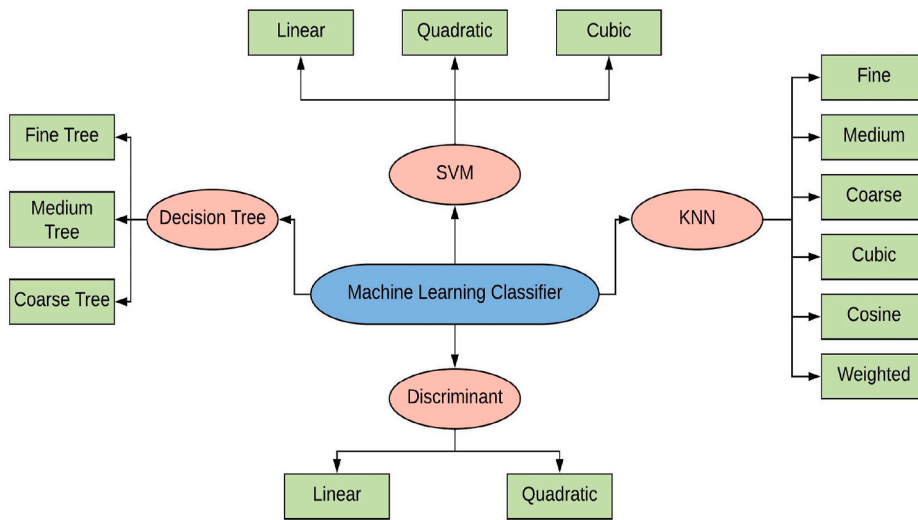 Linear
Quadratic
Cubic
Fine
Fine Tree
Medium
SVM
Medium
Tree
Decision Tree
Coarse
KNN
Cubic
Coarse Tree
Machine Learning Classifier
Cosine
Weighted
Discriminant
Linear
Quadratic